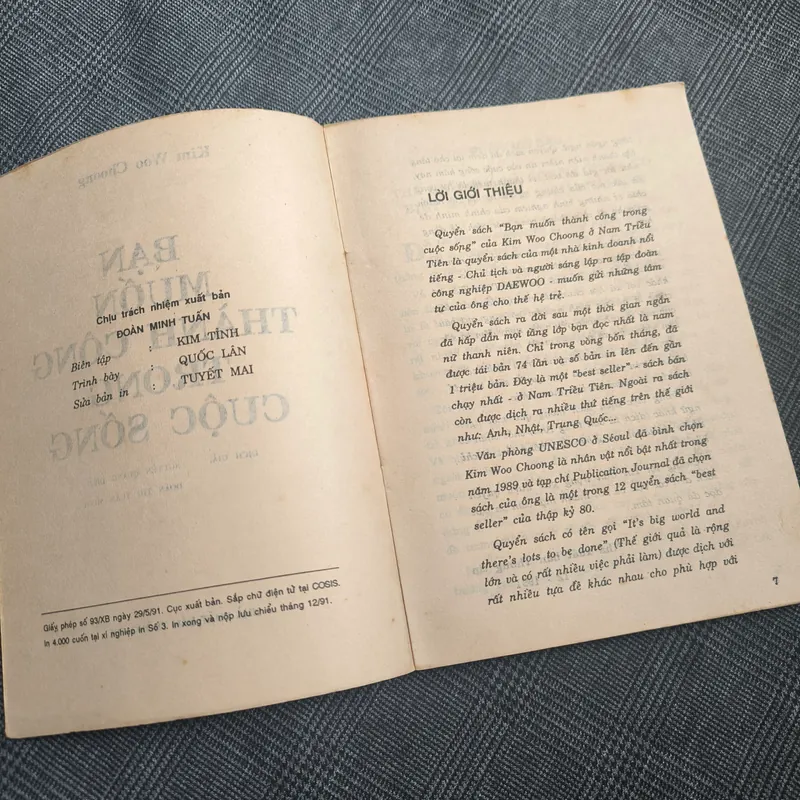 Chịu trách nhiệm xuất bản
ĐOÀN MINH TUẤN
Biên tập : KIM TỈNH
Trình bày : QUỐC LÂN
Sửa bản in : TUYẾT MAI
Giấy phép số 93/XB ngày 29/5/91. Cục xuất bản. Sắp chữ điện tử tại COSIS.
In 4.000 cuốn tại xí nghiệp in Số 3. In xong và nộp lưu chiểu tháng 12/91.
LỜI GIỚI THIỆU
Quyển sách "Bạn muốn thành công trong
cuộc sống" của Kim Woo Choong ở Nam Triều
Tiên là quyển sách của một nhà kinh doanh nổi
tiếng - Chủ tịch và người sáng lập ra tập đoàn
công nghiệp DAEWOO - muốn gửi những tâm
tư của ông cho thế hệ trẻ.
Quyển sách ra đời sau một thời gian ngắn
đã hấp dẫn mọi tầng lớp bạn đọc nhất là nam
nữ thanh niên. Chỉ trong vòng bốn tháng, đã
được tái bản 74 lần và số bản in lên đến gần
1 triệu bản. Đây là một "best seller" - sách bán
chạy nhất - ở Nam Triều Tiên. Ngoài ra sách
còn được dịch ra nhiều thứ tiếng trên thế giới
như: Anh, Nhật, Trung Quốc...
Văn phòng UNESCO ở Séoul đã bình chọn
Kim Woo Choong là nhân vật nổi bật nhất trong
năm 1989 và tạp chí Publication Journal đã chọn
sách của ông là một trong 12 quyển sách "best
seller" của thập kỷ 80.
Quyển sách có tên gọi "It's big world and
there's lots to be done" (Thế giới quả là rộng
lớn và có rất nhiều việc phải làm) được dịch với
rất nhiều tựa đề khác nhau cho phù hợp với
7